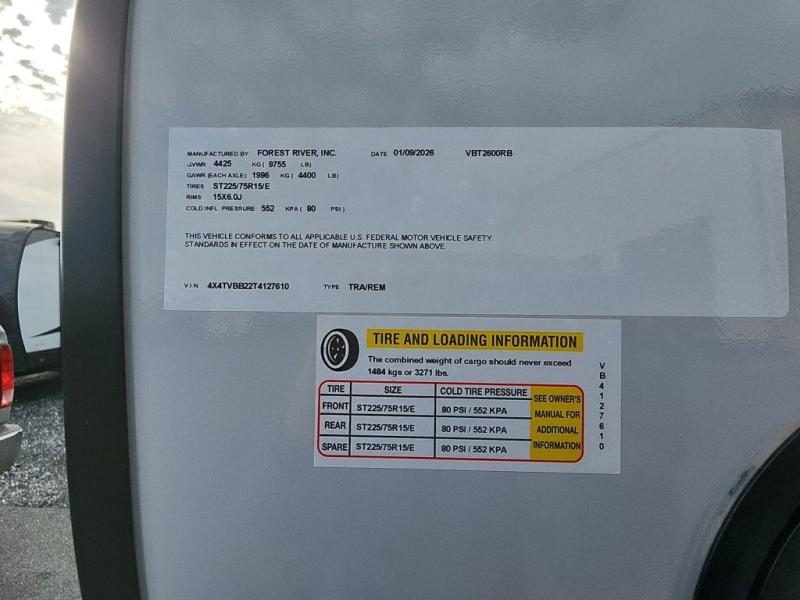 MANUFACTURED BY: FOREST RIVER, INC. DATE 01/09/2026 VBT2600RB
GVWR: 4425 KG ( 9755 LB)
GAWR (EACH AXLE): 1996 KG ( 4400 LB)
TIRES ST225/75R15/E
RIMS: 15X6.0J
COLD INFL. PRESSURE: 552 KPA ( 80 PSI )
THIS VEHICLE CONFORMS TO ALL APPLICABLE U.S. FEDERAL MOTOR VEHICLE SAFETY
STANDARDS IN EFFECT ON THE DATE OF MANUFACTURE SHOWN ABOVE.
V.I.N. 4X4TVBB22T4127610 TYPE TRA/REM
TIRE AND LOADING INFORMATION
The combined weight of cargo should never exceed
1484 kgs or 3271 lbs.
TIRE SIZE COLD TIRE PRESSURE
FRONT ST225/75R15/E 80 PSI / 552 KPA
REAR ST225/75R15/E 80 PSI / 552 KPA
SPARE ST225/75R15/E 80 PSI / 552 KPA
SEE OWNER'S
MANUAL FOR
ADDITIONAL
INFORMATION
VB4127610